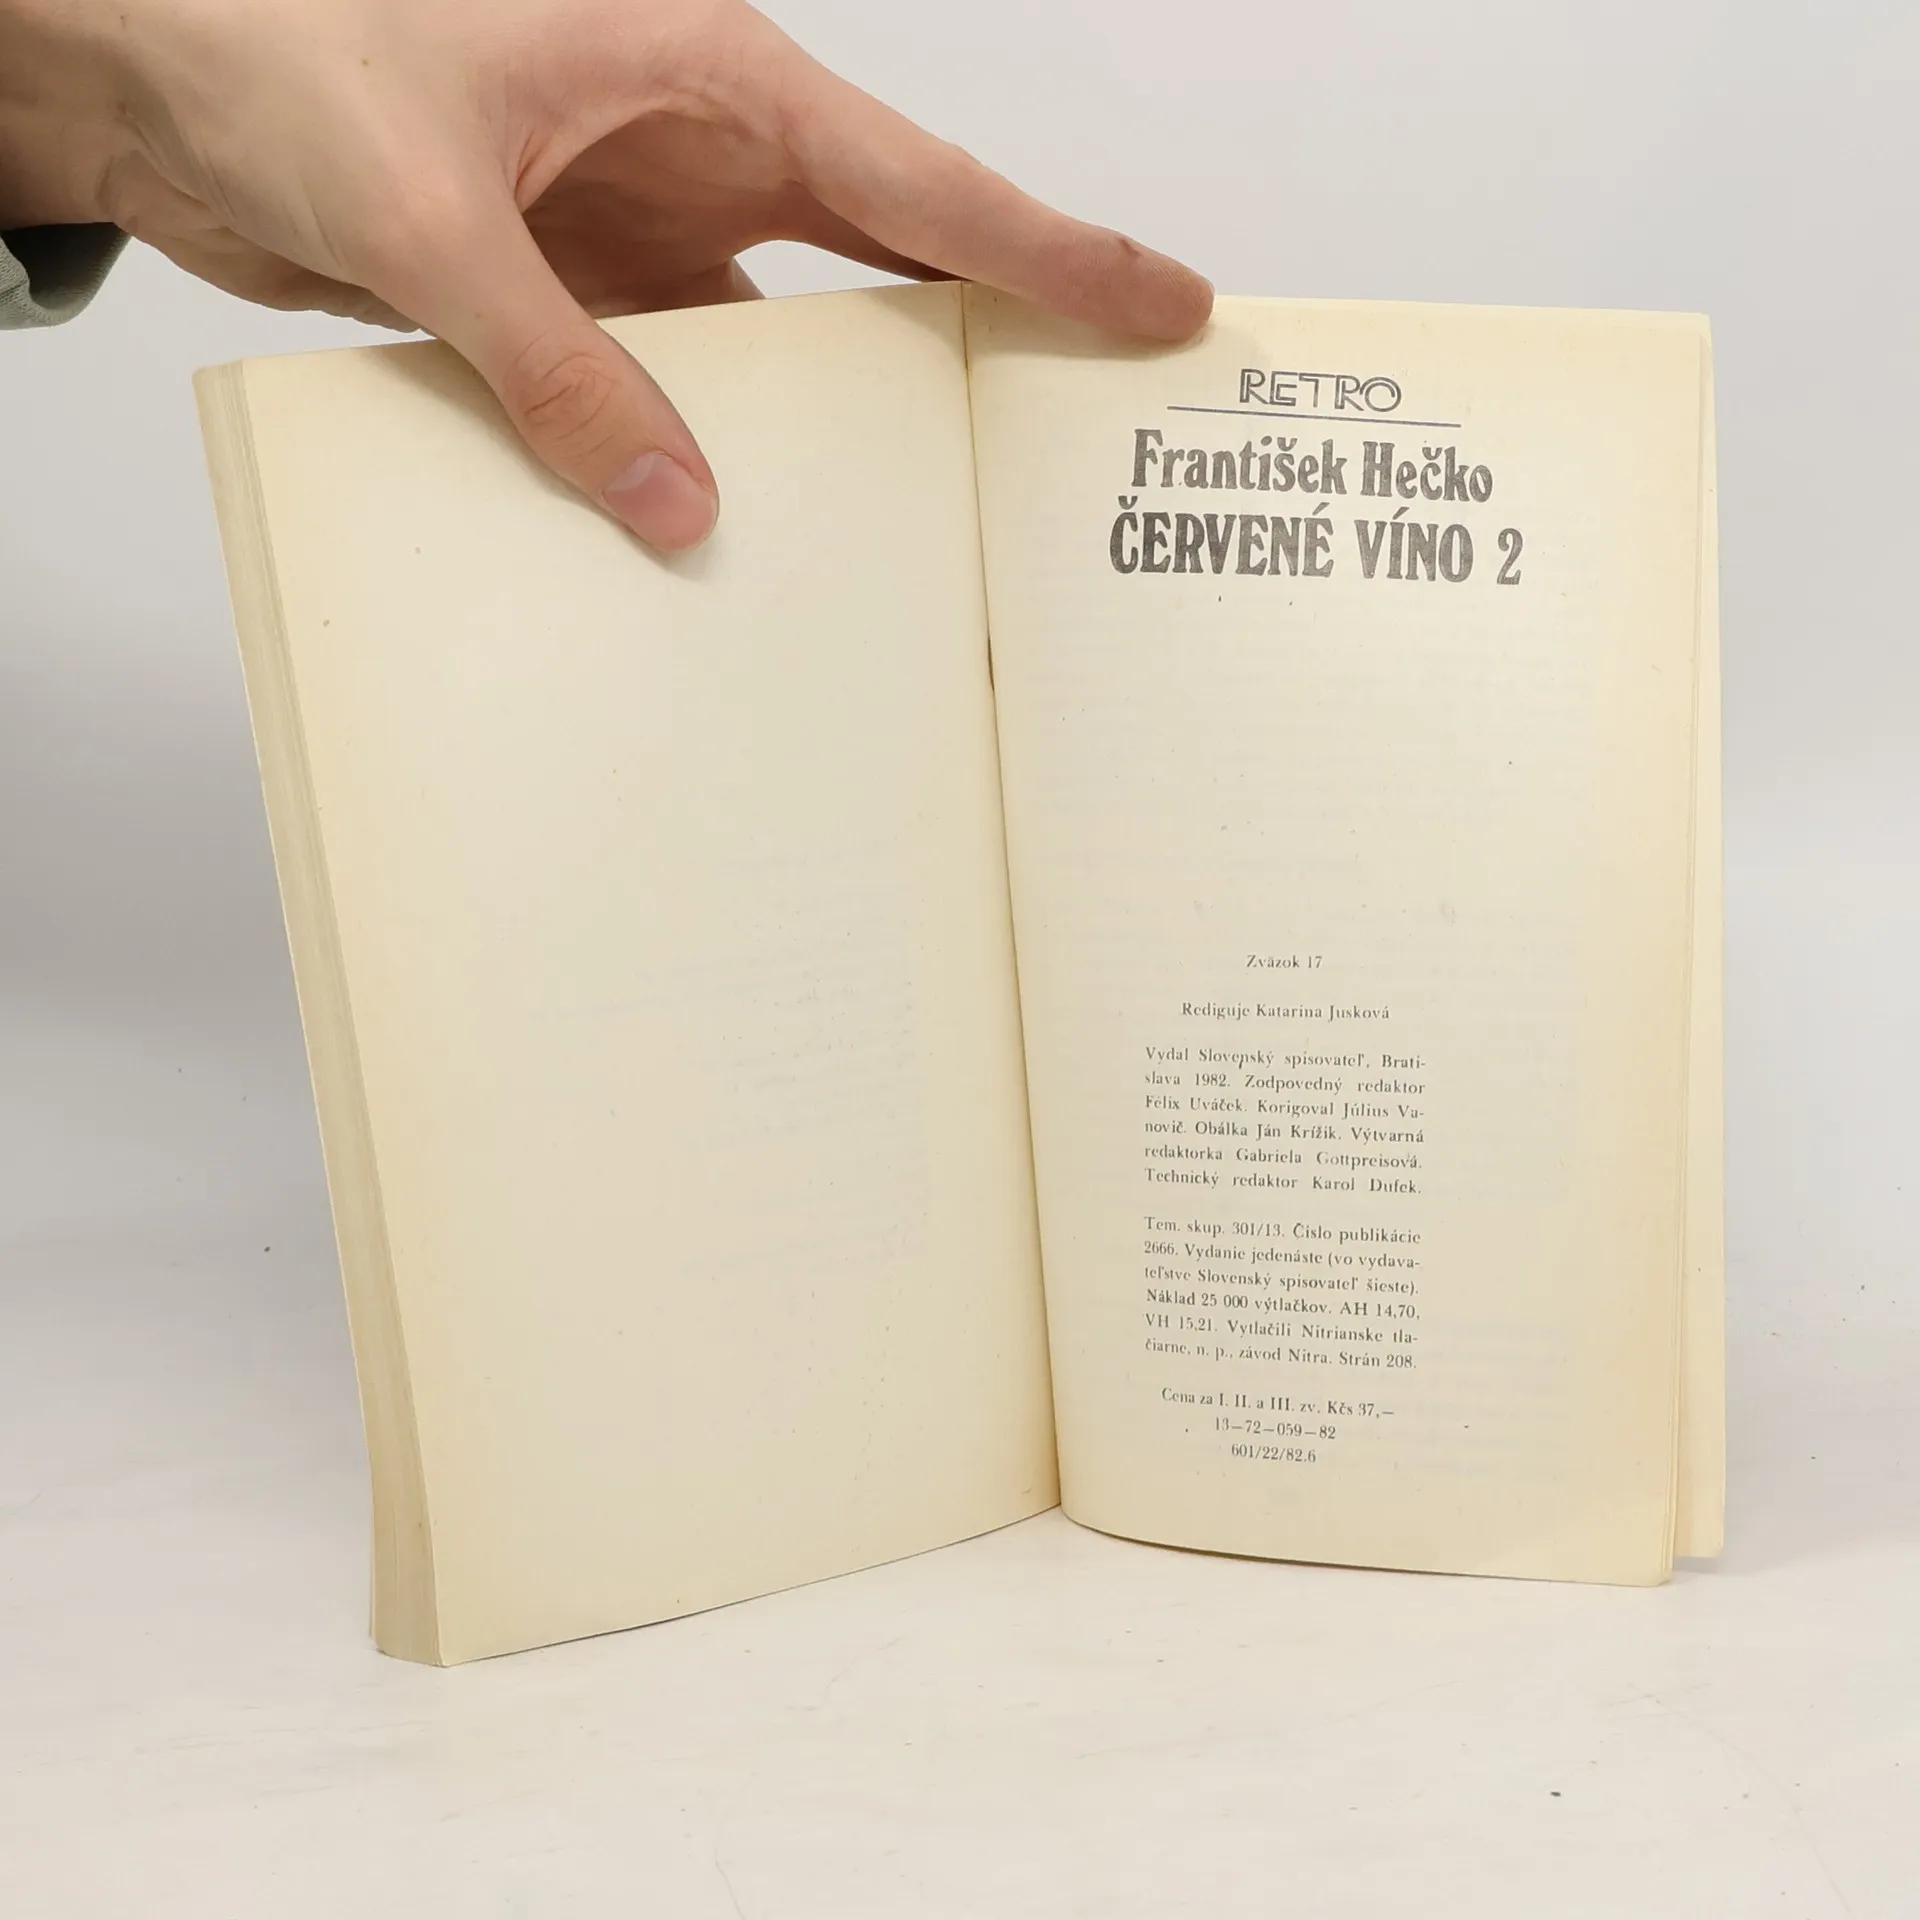 RETRO
František Hečko
ČERVENÉ VÍNO 2
Zväzok 17
Rediguje Katarina Jusková
Vydal Slovenský spisovateľ, Brati-
slava 1982. Zodpovedný redaktor
Félix Uváček. Korigoval Július Va-
novič. Obálka Ján Krížik. Výtvarná
redaktorka Gabriela Gottpreisová.
Technický redaktor Karol Dufek.
Tem. skup. 301/13. Číslo publikácie
2666. Vydanie jedenáste (vo vydava-
teľstve Slovenský spisovateľ šieste).
Náklad 25 000 výtlačkov. AH 14,70,
VH 15,21. Vytlačili Nitrianske tla-
čiarne, n. p., závod Nitra. Strán 208.
Cena za I. II. a III. zv. Kčs 37,—
13—72—059—82
601/22/82.6